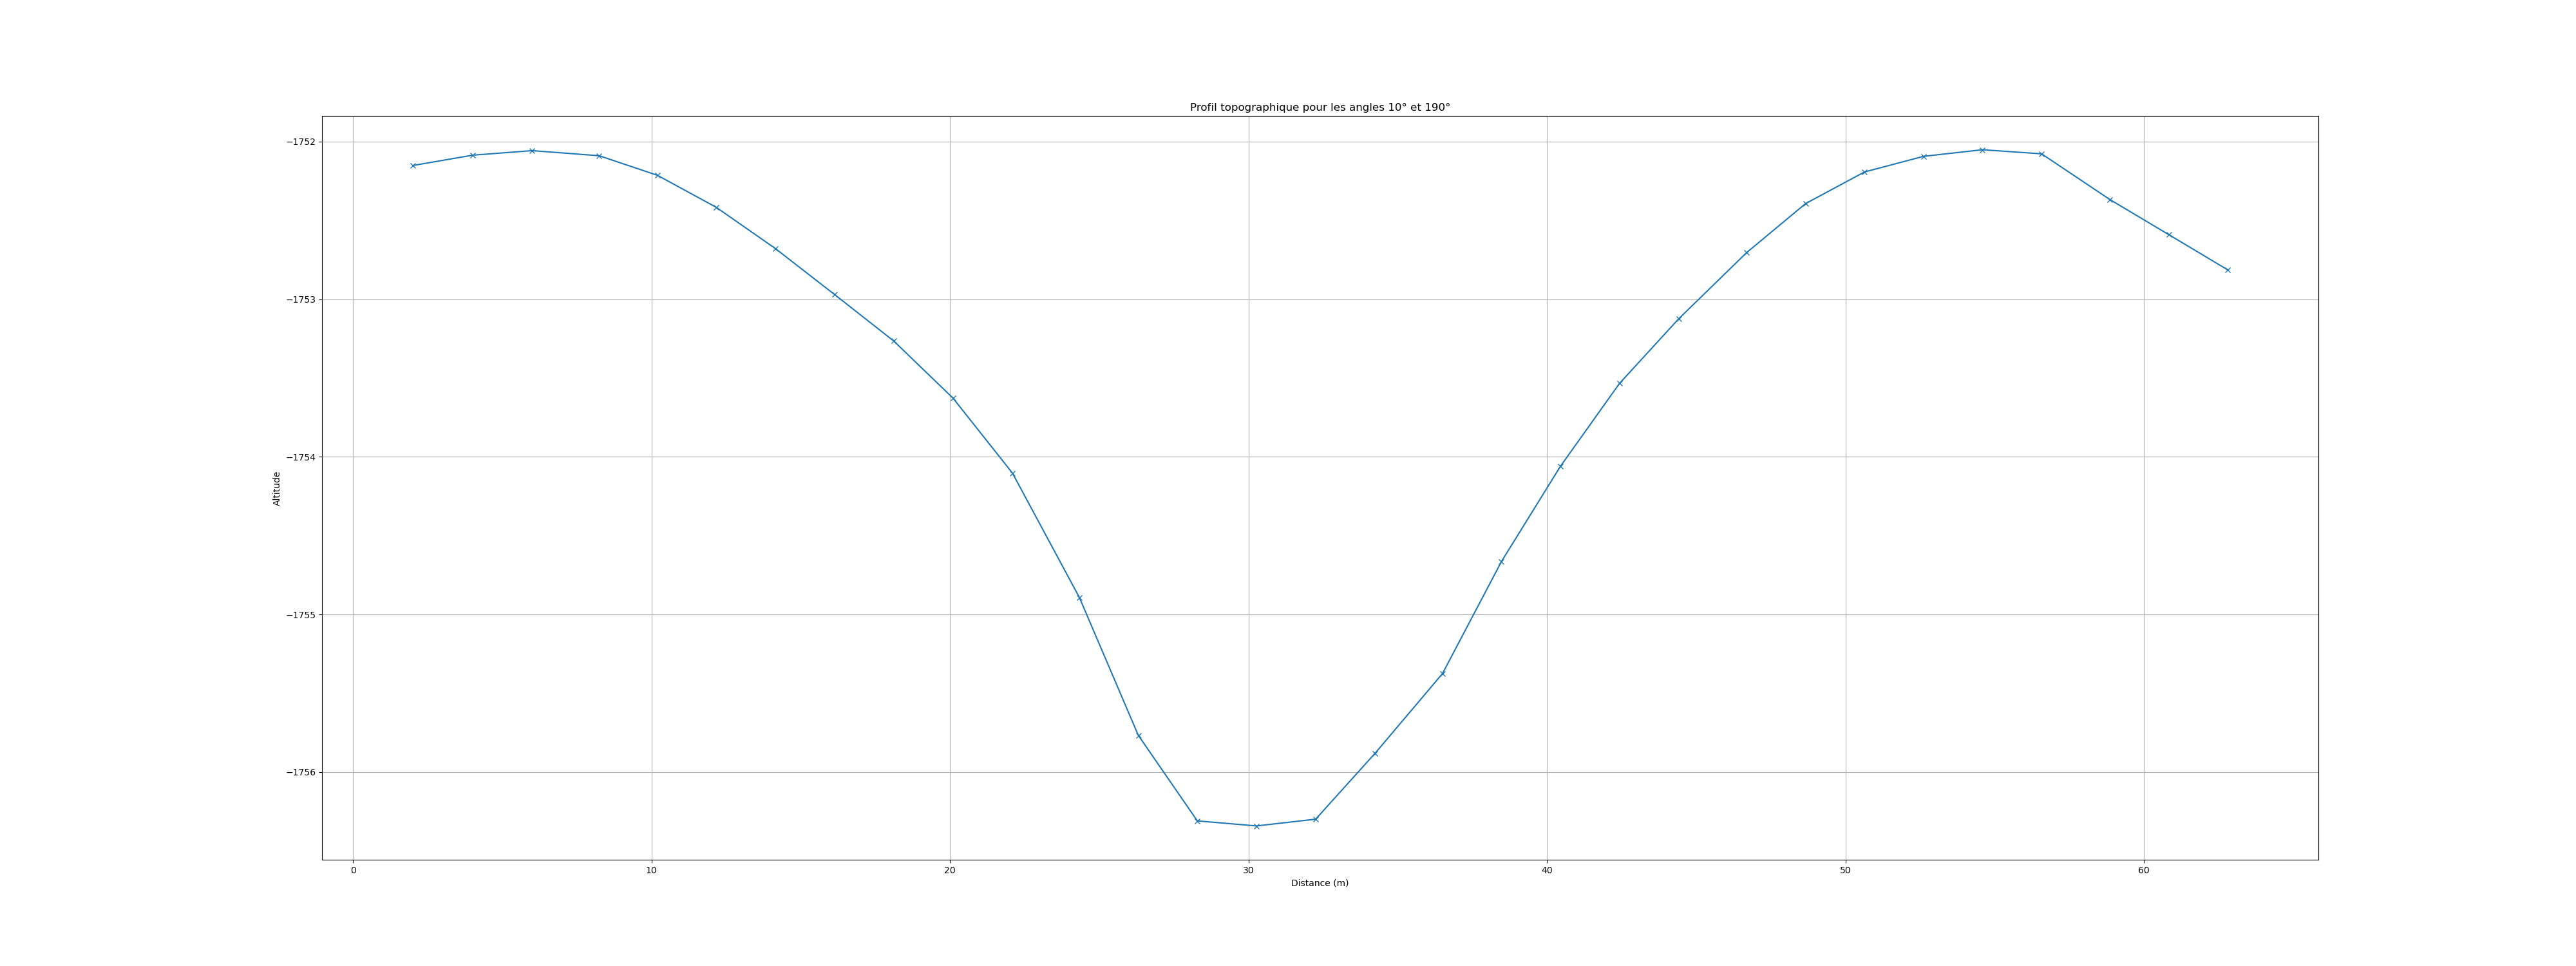 Profil topographique pour les angles 10° et 190°
−1752
−1753
−1754
−1755
−1756
Altitude
0 10 20 30 40 50 60
Distance (m)